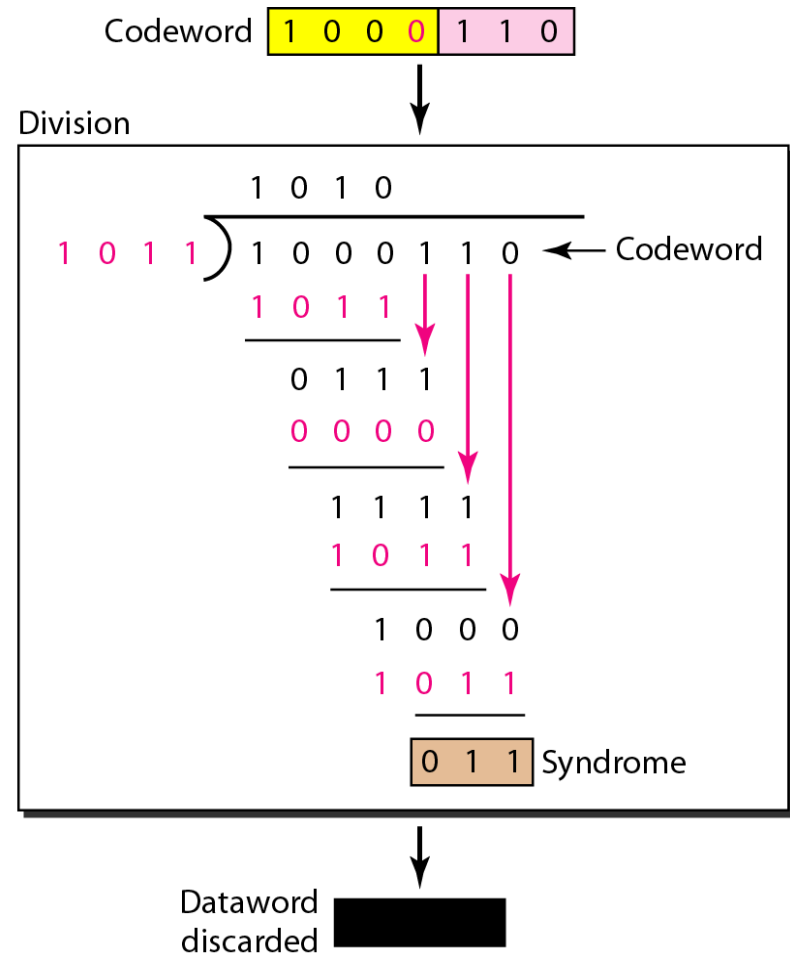 Codeword 1 0 0 0 1 1 0
Division
1 0 1 0
1 0 1 1 1 0 0 0 1 1 0 Codeword
1 0 1 1
0 1 1 1
0 0 0 0
1 1 1 1
1 0 1 1
1 0 0 0
1 0 1 1
0 1 1 Syndrome
Dataword
discarded